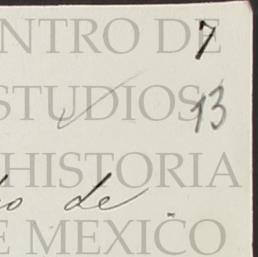 NTRO DE
7
STUDIOS
13
HISTORIA
de
E MEXICO